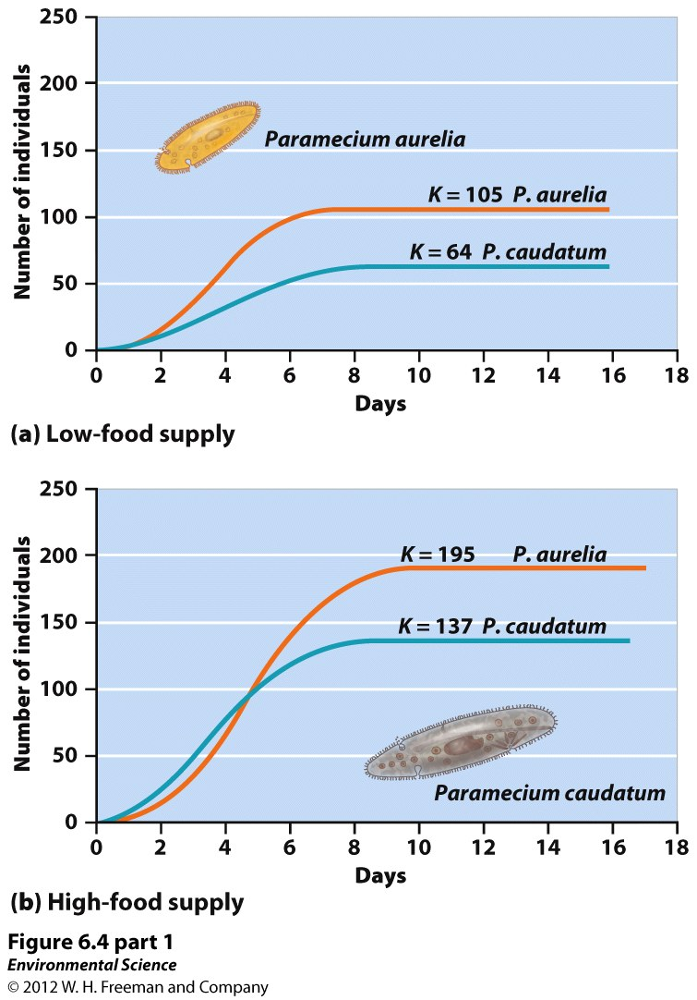 250
200
150
100
50
0
Number of individuals
Paramecium aurelia
K = 105 P. aurelia
K = 64 P. caudatum
0 2 4 6 8 10 12 14 16 18
Days
(a) Low-food supply
250
200
150
100
50
0
Number of individuals
K = 195 P. aurelia
K = 137 P. caudatum
Paramecium caudatum
0 2 4 6 8 10 12 14 16 18
Days
(b) High-food supply
Figure 6.4 part 1
Environmental Science
© 2012 W. H. Freeman and Company